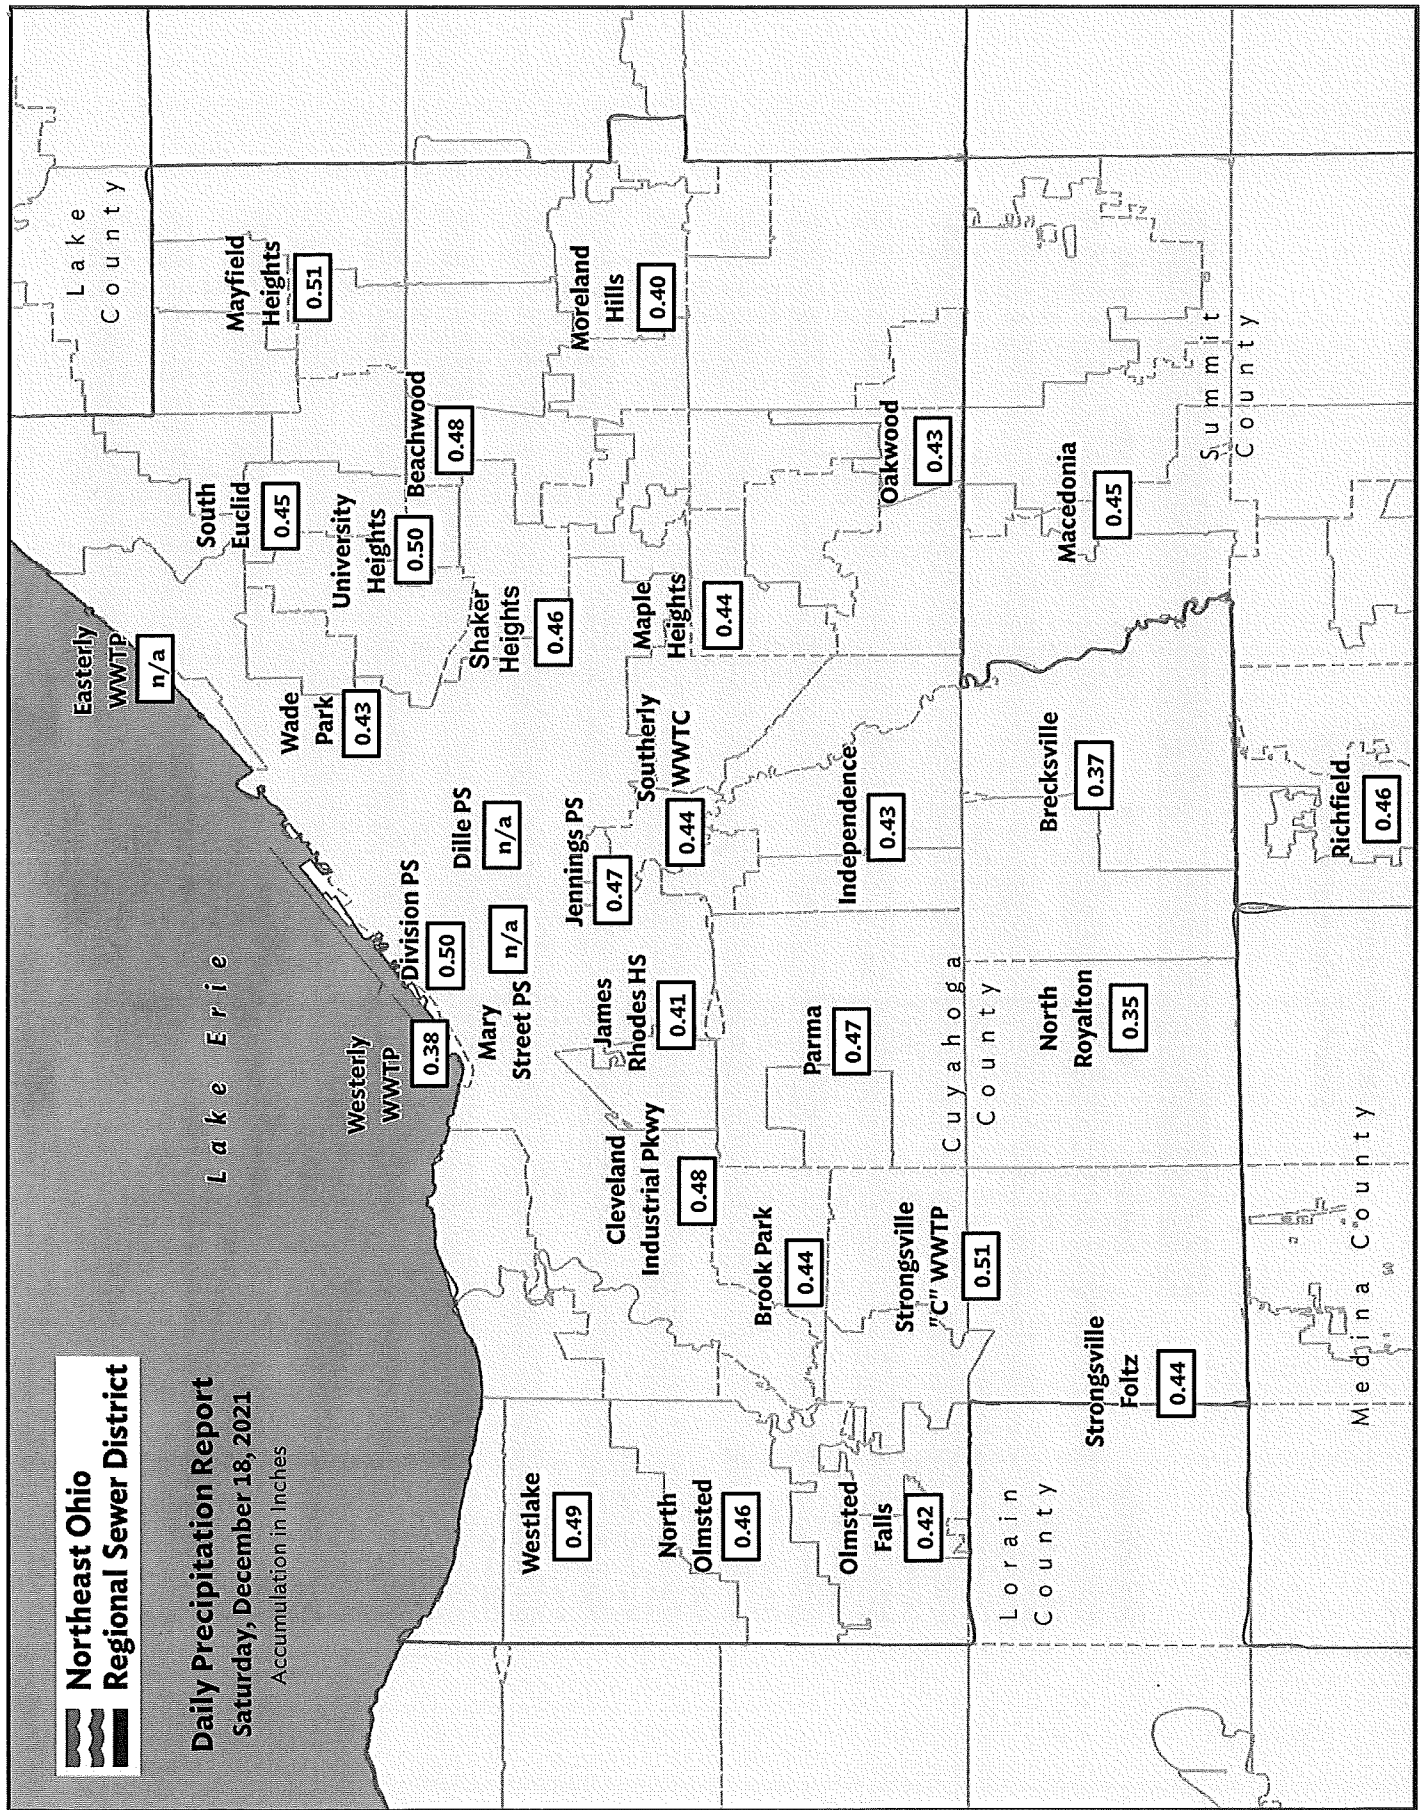 Northeast Ohio
Regional Sewer District
Daily Precipitation Report
Saturday, December 18, 2021
Accumulation in Inches
Lake Erie
Lake
County
Easterly
WWTP
n/a
Mayfield
Heights
0.51
South
Euclid
0.45
Wade
Park
0.43
University
Heights
0.50
Beachwood
0.48
Westerly
WWTP
0.38
Division PS
0.50
Dille PS
n/a
Mary
Street PS
n/a
Shaker
Heights
0.46
Moreland
Hills
0.40
Westlake
0.49
Jennings PS
0.47
James
Rhodes HS
0.41
Cleveland
Industrial Pkwy
0.48
Southerly
WWTC
0.44
Maple
Heights
0.44
North
Olmsted
0.46
Brook Park
0.44
Parma
0.47
Independence
0.43
Oakwood
0.43
Olmsted
Falls
0.42
Strongsville
"C" WWTP
0.51
Cuyahoga
County
Lorain
County
North
Royalton
0.35
Brecksville
0.37
Macedonia
0.45
Strongsville
Foltz
0.44
Summit
County
Richfield
0.46
Medina County